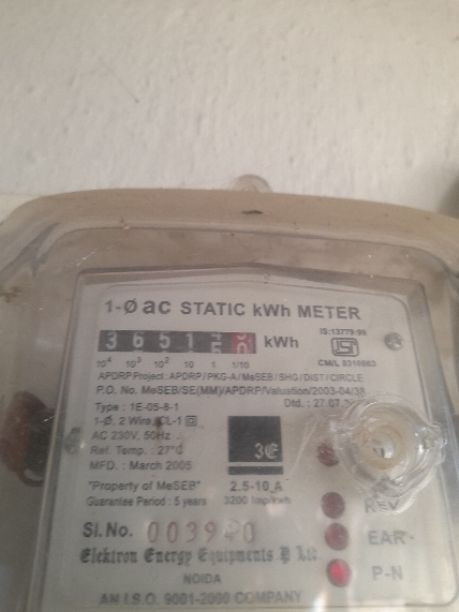 1-Ø ac STATIC kWh METER
3 6 5 1 kWh
IS:13779:99
ISI
CM/L 8310863
10⁴ 10³ 10² 10 1 1/10
APDRP Project : APDRP / PKG-A / MeSEB / SHG / DIST / CIRCLE
P.O. No. MeSEB/SE(MM)/APDRP/Valuation/2003-04/38
Dtd. : 27.07
Type : 1E-05-8-1
1-Ø, 2 Wire, CL-1
AC 230V, 50Hz
Ref. Temp. : 27°C
MFD. : March 2005
"Property of MeSEB"
Guarantee Period : 5 years
3E
2.5-10 A
3200 Imp/kWh
REV
EAR
P-N
Sl. No.
Elektron Energy Equipments P Ltd
NOIDA
AN I.S.O. 9001-2000 COMPANY